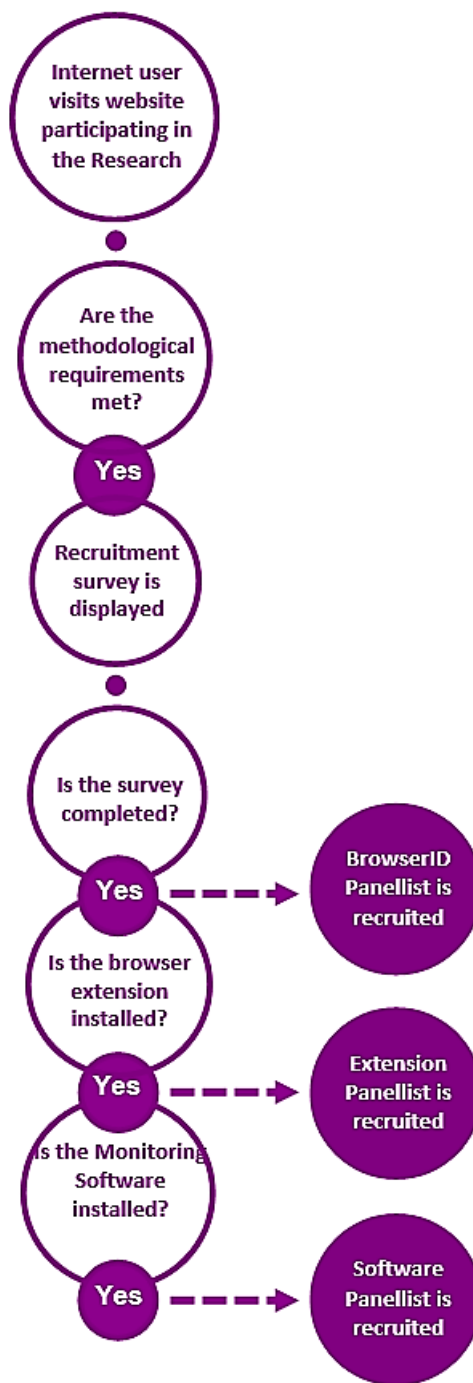 Internet user
visits website
participating in
the Research
Are the
methodological
requirements
met?
Yes
Recruitment
survey is
displayed
Is the survey
completed?
Yes
BrowserID
Panellist is
recruited
Is the browser
extension
installed?
Yes
Extension
Panellist is
recruited
Is the Monitoring
Software
installed?
Yes
Software
Panellist is
recruited